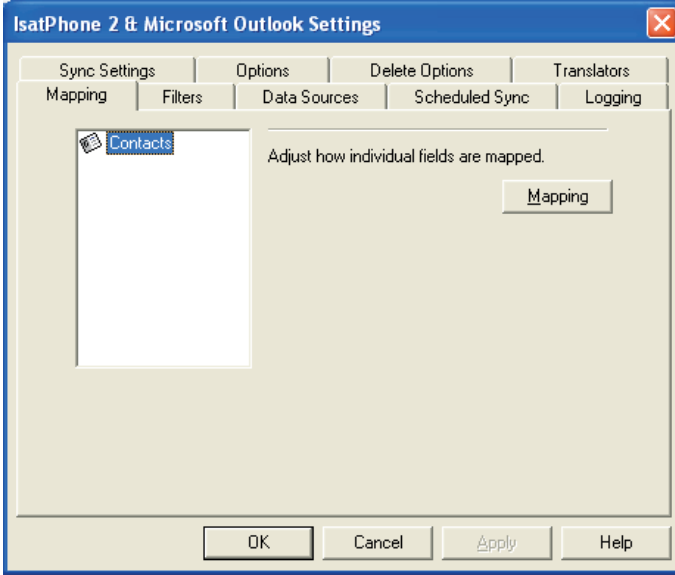 IsatPhone 2 & Microsoft Outlook Settings
Sync Settings Options Delete Options Translators
Mapping Filters Data Sources Scheduled Sync Logging
Contacts
Adjust how individual fields are mapped.
Mapping
OK Cancel Apply Help